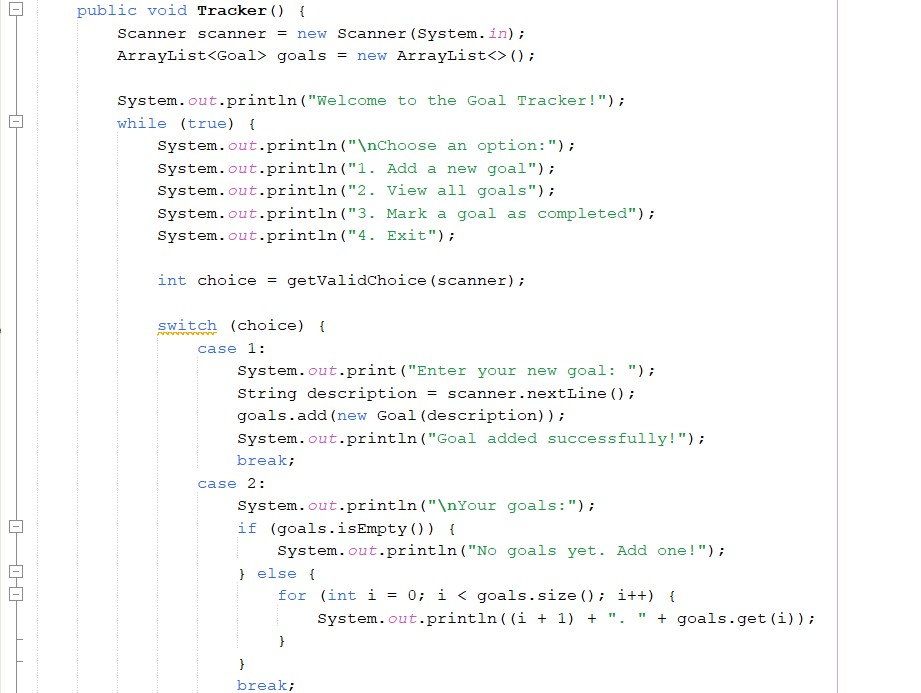 public void Tracker() {
Scanner scanner = new Scanner(System.in);
ArrayList<Goal> goals = new ArrayList<>();
System.out.println("Welcome to the Goal Tracker!");
while (true) {
System.out.println("\nChoose an option:");
System.out.println("1. Add a new goal");
System.out.println("2. View all goals");
System.out.println("3. Mark a goal as completed");
System.out.println("4. Exit");
int choice = getValidChoice(scanner);
switch (choice) {
case 1:
System.out.print("Enter your new goal: ");
String description = scanner.nextLine();
goals.add(new Goal(description));
System.out.println("Goal added successfully!");
break;
case 2:
System.out.println("\nYour goals:");
if (goals.isEmpty()) {
System.out.println("No goals yet. Add one!");
} else {
for (int i = 0; i < goals.size(); i++) {
System.out.println((i + 1) + ". " + goals.get(i));
}
}
break;